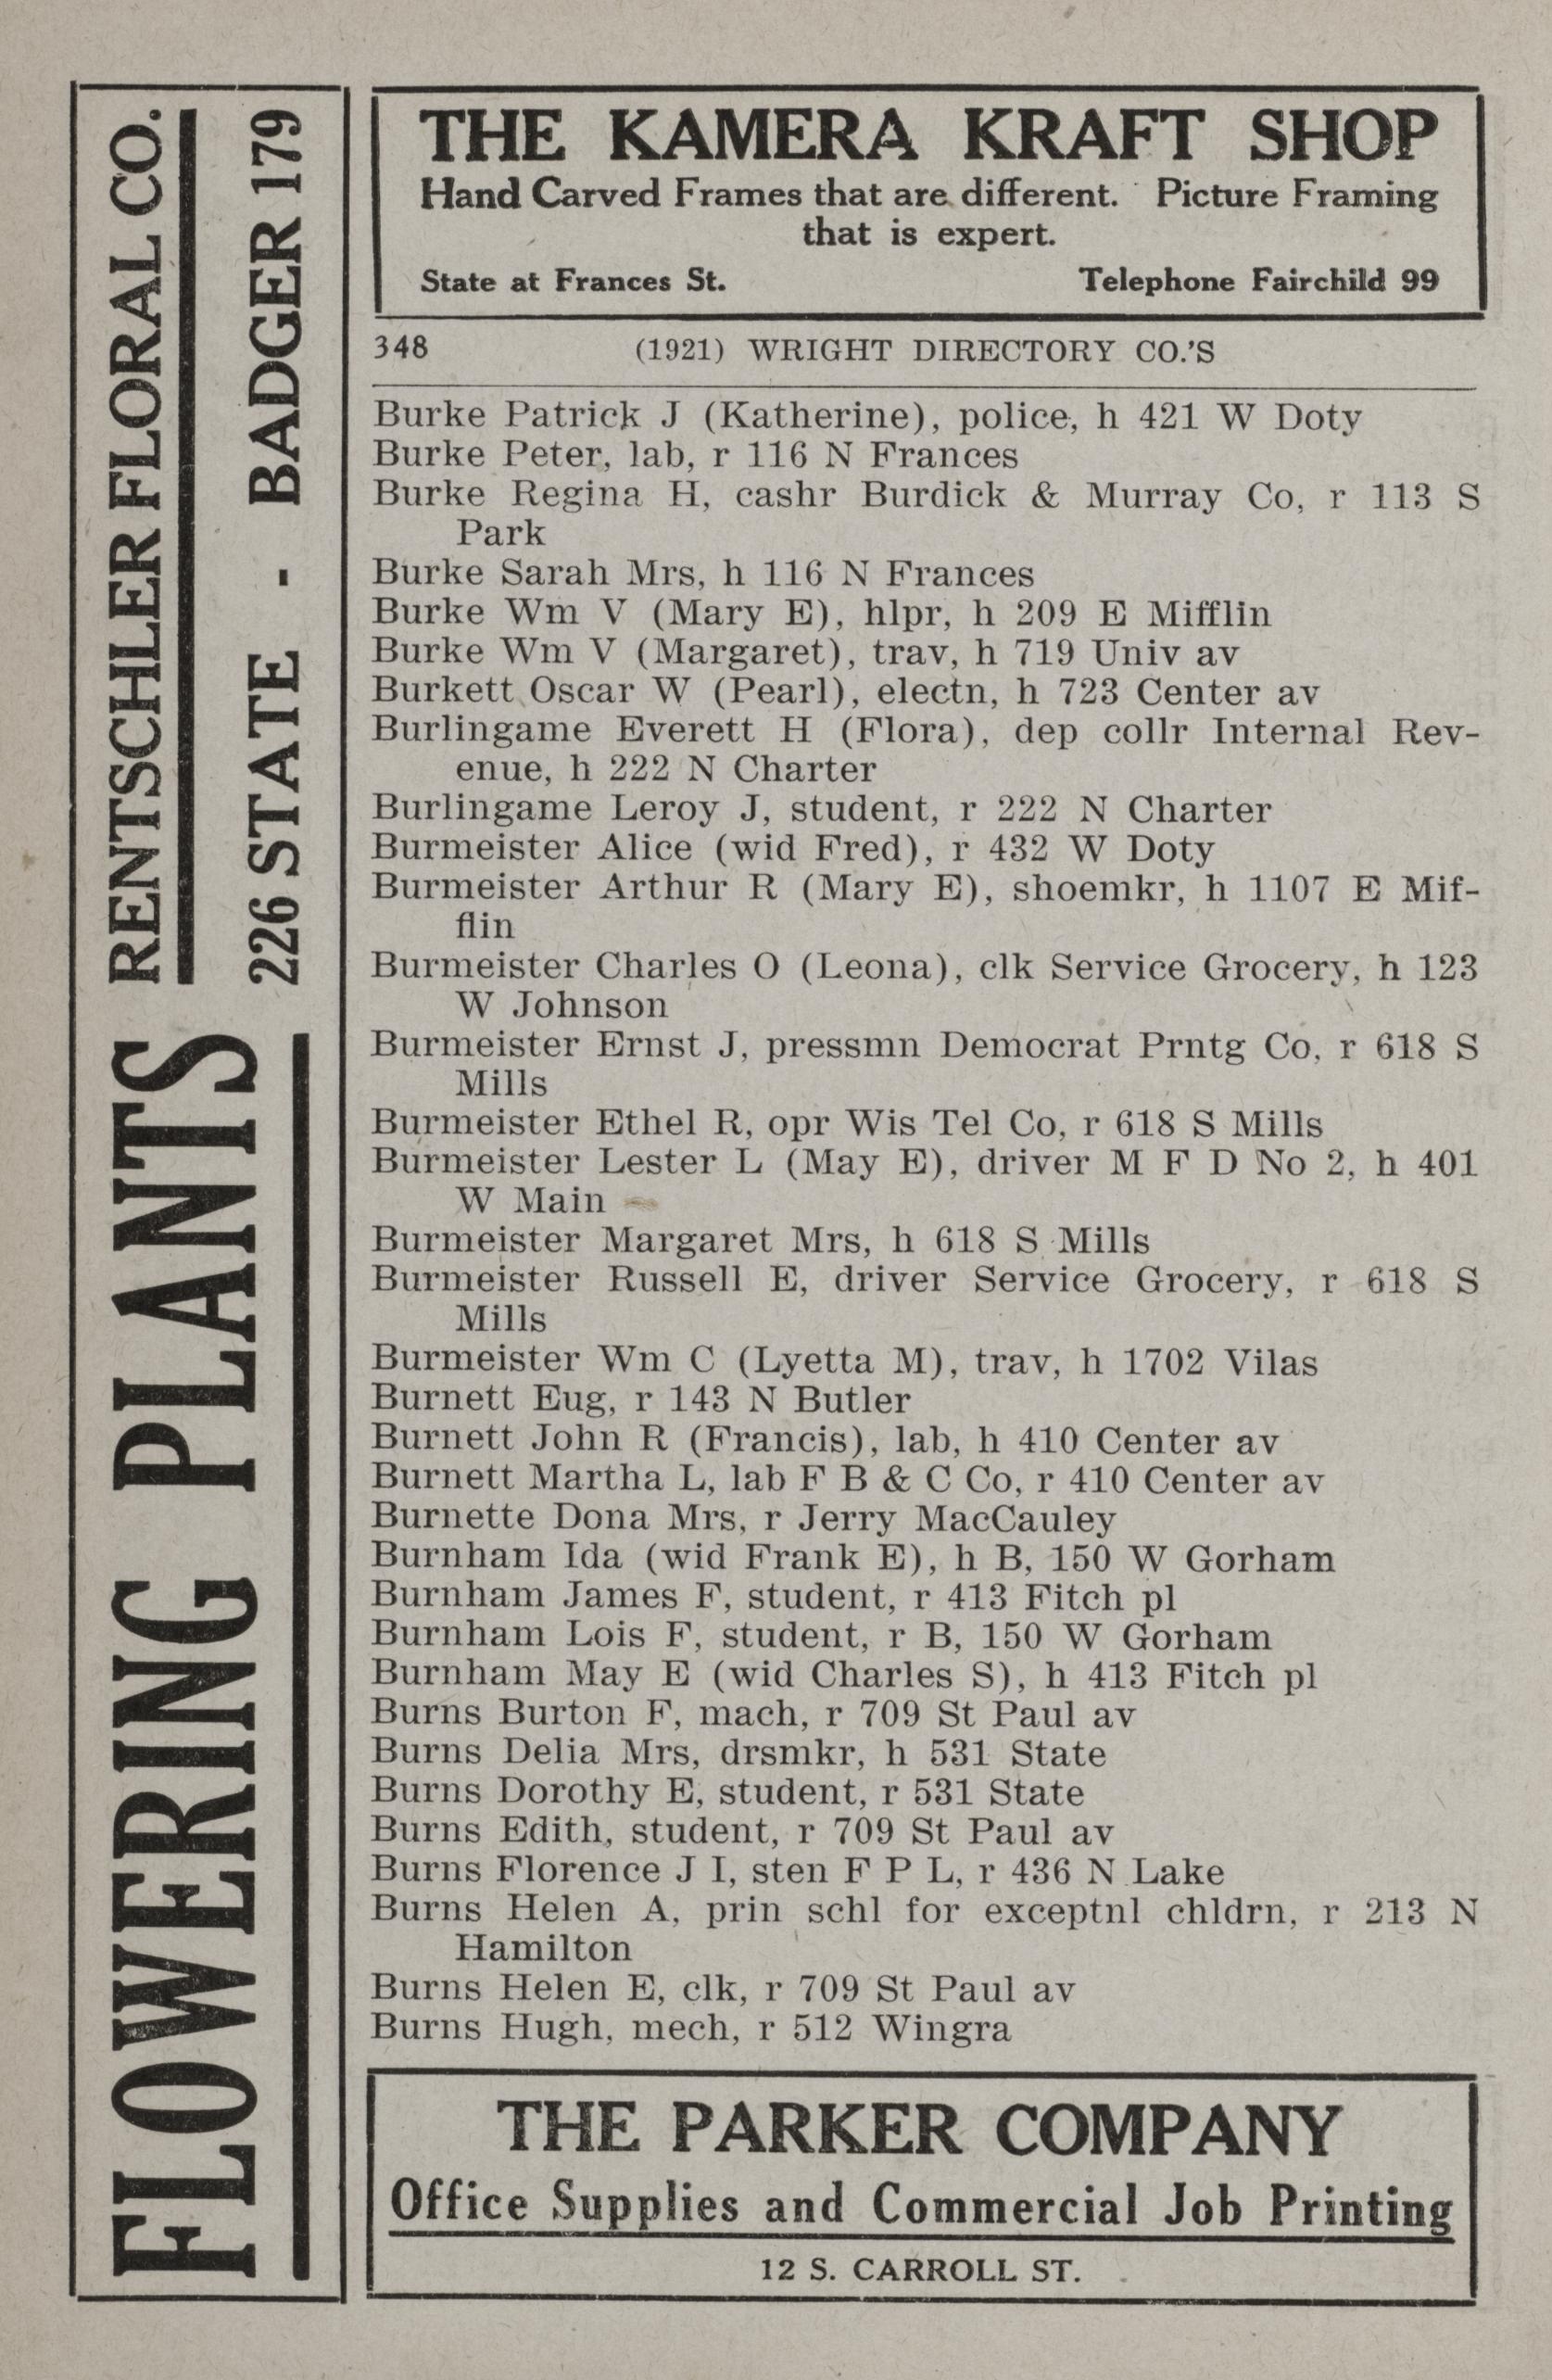 FLOWERING PLANTS
RENTSCHLER FLORAL CO.
226 STATE - BADGER 179
THE KAMERA KRAFT SHOP
Hand Carved Frames that are different. Picture Framing
that is expert.
State at Frances St. Telephone Fairchild 99
348 (1921) WRIGHT DIRECTORY CO.'S
Burke Patrick J (Katherine), police, h 421 W Doty
Burke Peter, lab, r 116 N Frances
Burke Regina H, cashr Burdick & Murray Co, r 113 S
Park
Burke Sarah Mrs, h 116 N Frances
Burke Wm V (Mary E), hlpr, h 209 E Mifflin
Burke Wm V (Margaret), trav, h 719 Univ av
Burkett Oscar W (Pearl), electn, h 723 Center av
Burlingame Everett H (Flora), dep collr Internal Rev-
enue, h 222 N Charter
Burlingame Leroy J, student, r 222 N Charter
Burmeister Alice (wid Fred), r 432 W Doty
Burmeister Arthur R (Mary E), shoemkr, h 1107 E Mif-
flin
Burmeister Charles O (Leona), clk Service Grocery, h 123
W Johnson
Burmeister Ernst J, pressmn Democrat Prntg Co, r 618 S
Mills
Burmeister Ethel R, opr Wis Tel Co, r 618 S Mills
Burmeister Lester L (May E), driver M F D No 2, h 401
W Main
Burmeister Margaret Mrs, h 618 S Mills
Burmeister Russell E, driver Service Grocery, r 618 S
Mills
Burmeister Wm C (Lyetta M), trav, h 1702 Vilas
Burnett Eug, r 143 N Butler
Burnett John R (Francis), lab, h 410 Center av
Burnett Martha L, lab F B & C Co, r 410 Center av
Burnette Dona Mrs, r Jerry MacCauley
Burnham Ida (wid Frank E), h B, 150 W Gorham
Burnham James F, student, r 413 Fitch pl
Burnham Lois F, student, r B, 150 W Gorham
Burnham May E (wid Charles S), h 413 Fitch pl
Burns Burton F, mach, r 709 St Paul av
Burns Delia Mrs, drsmkr, h 531 State
Burns Dorothy E, student, r 531 State
Burns Edith, student, r 709 St Paul av
Burns Florence J I, sten F P L, r 436 N Lake
Burns Helen A, prin schl for exceptnl chldrn, r 213 N
Hamilton
Burns Helen E, clk, r 709 St Paul av
Burns Hugh, mech, r 512 Wingra
THE PARKER COMPANY
Office Supplies and Commercial Job Printing
12 S. CARROLL ST.